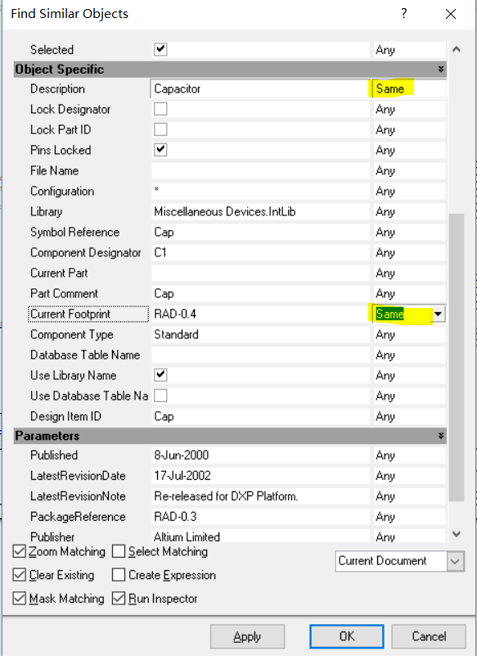 Find Similar Objects ?
Selected Any
Object Specific
Description Capacitor Same
Lock Designator Any
Lock Part ID Any
Pins Locked Any
File Name Any
Configuration * Any
Library Miscellaneous Devices.IntLib Any
Symbol Reference Cap Any
Component Designator C1 Any
Current Part Any
Part Comment Cap Any
Current Footprint RAD-0.4 Same
Component Type Standard Any
Database Table Name Any
Use Library Name Any
Use Database Table Na Any
Design Item ID Cap Any
Parameters
Published 8-Jun-2000 Any
LatestRevisionDate 17-Jul-2002 Any
LatestRevisionNote Re-released for DXP Platform. Any
PackageReference RAD-0.3 Any
Publisher Altium Limited Any
Zoom Matching Select Matching
Current Document
Clear Existing Create Expression
Mask Matching Run Inspector
Apply OK Cancel